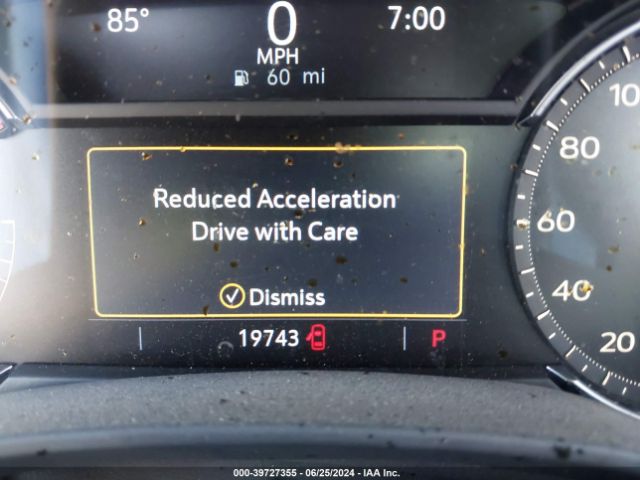 85° 0 7:00
MPH
60 mi
Reduced Acceleration
Drive with Care
Dismiss
19743 P
80
60
40
20
000-39727355 - 06/25/2024 - IAA Inc.